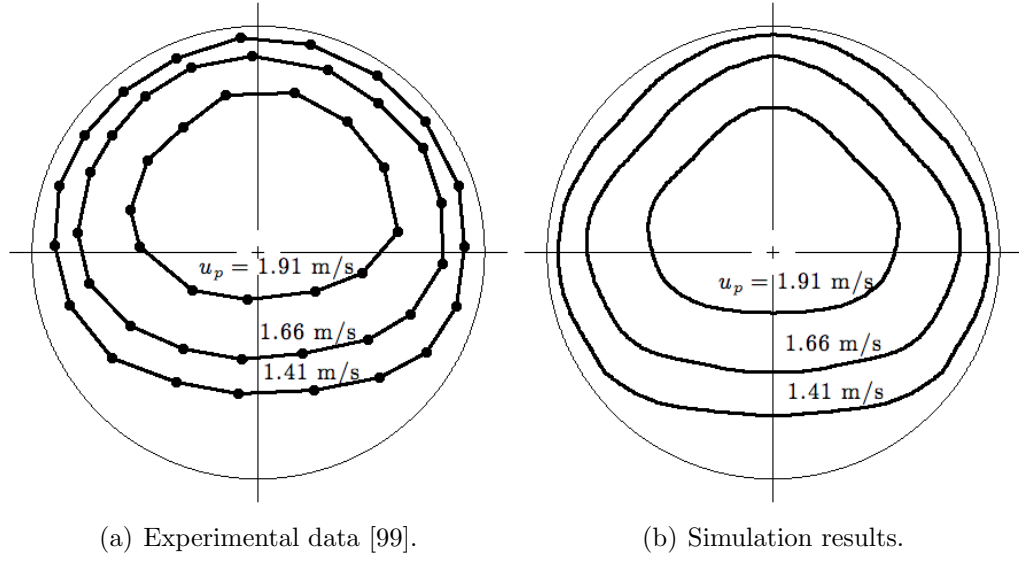 u_p = 1.91 m/s
1.66 m/s
1.41 m/s
(a) Experimental data [99].
u_p = 1.91 m/s
1.66 m/s
1.41 m/s
(b) Simulation results.